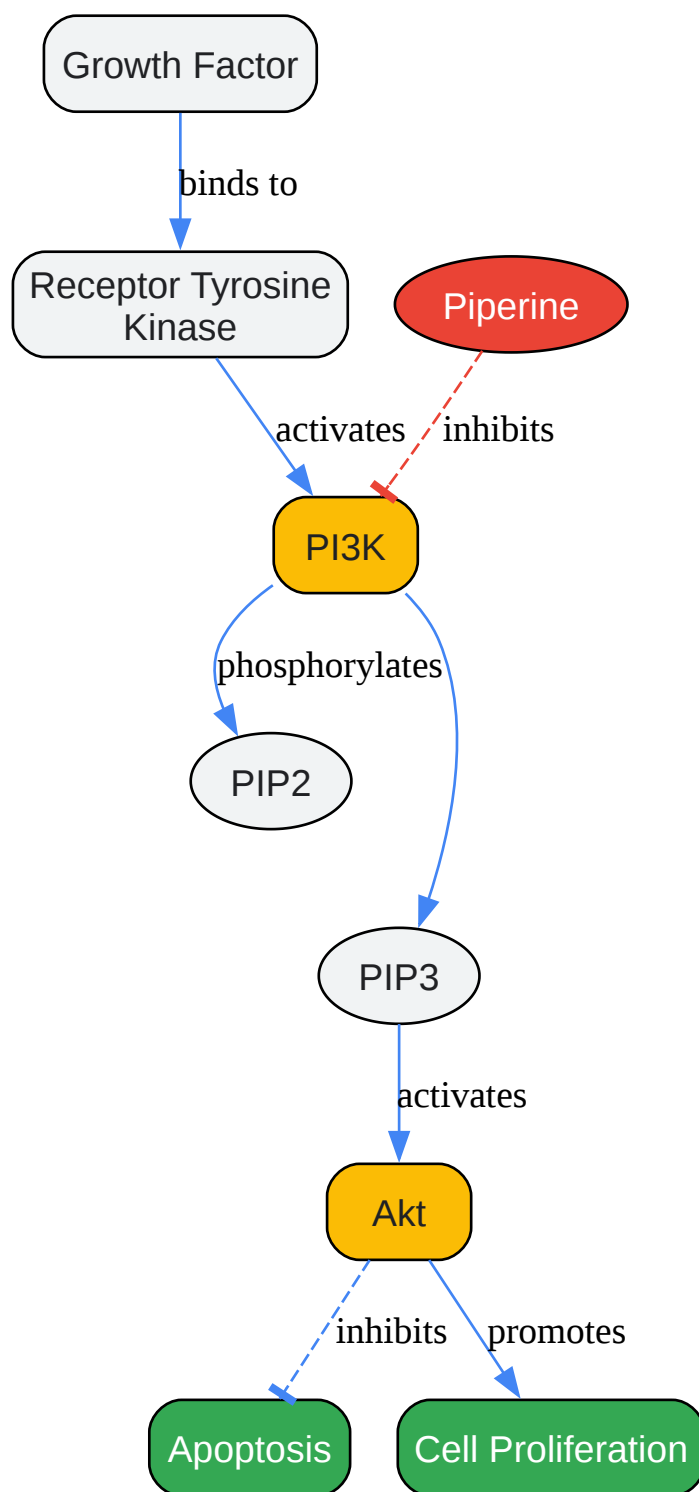 Growth Factor
binds to
Receptor Tyrosine
Kinase
Piperine
activates
inhibits
PI3K
phosphorylates
PIP2
PIP3
activates
Akt
inhibits
promotes
Apoptosis
Cell Proliferation